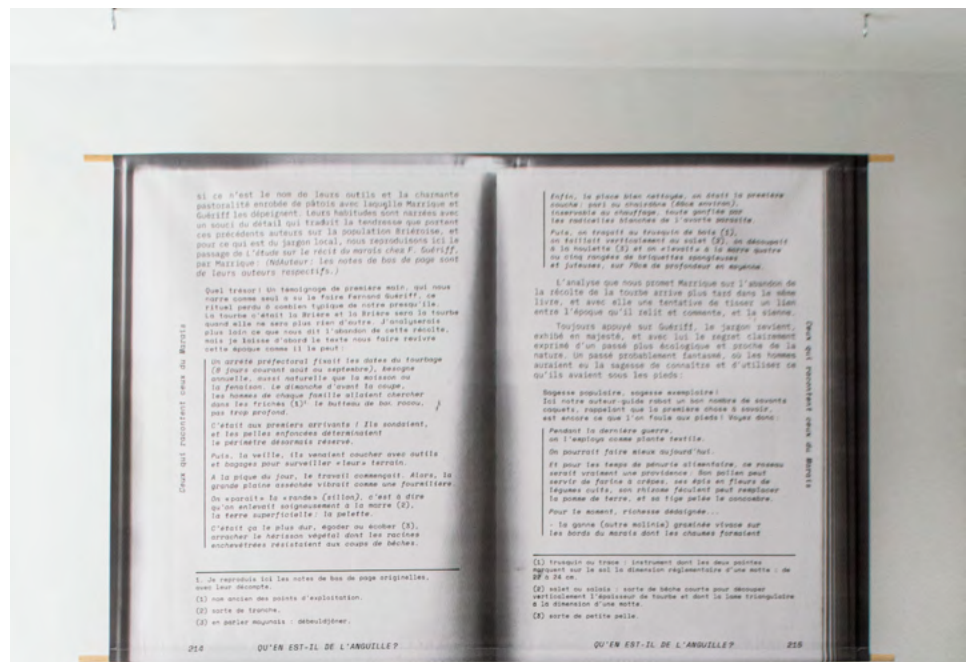 si ce n'est le nom de leurs outils et la charmante
pastoralité enrobée de pâtois avec laquelle Marrique et
Guériff les dépeignent. Leurs habitudes sont narrées avec
un souci du détail qui traduit la tendresse que portent
ces précédents auteurs sur la population Briéroise, et
pour ce qui est du jargon local, nous reproduisons ici le
passage de L'étude sur le récit du marais chez F. Guériff,
par Marrique: (NdAuteur: les notes de bas de page sont
de leurs auteurs respectifs.)
Quel trésor! Un témoignage de première main, qui nous
narre comme seul a su le faire Fernand Guériff, ce
rituel perdu ô combien typique de notre presqu'île.
La tourbe c'était la Brière et la Brière sera la tourbe
quand elle ne sera plus rien d'autre. J'analyserais
plus loin ce que nous dit l'abandon de cette récolte,
mais je laisse d'abord le texte nous faire revivre
cette époque comme il le peut:
Un arrêté préfectoral fixait les dates du tourbage
(8 jours courant août ou septembre), besogne
annuelle, aussi naturelle que la moisson ou
la fenaison. Le dimanche d'avant la coupe,
les hommes de chaque famille allaient chercher
dans les friches (1)¹ le butteau de bon rocou,
pas trop profond.
C'était aux premiers arrivants! Ils sondaient,
et les pelles enfoncées déterminaient
le périmètre désormais réservé.
Puis, la veille, ils venaient coucher avec outils
et bagages pour surveiller «leur» terrain.
A la pique du jour, le travail commençait. Alors, la
grande plaine asséchée vibrait comme une fourmilière.
On «parait» la «rande» (sillon), c'est à dire
qu'on enlevait soigneusement à la marre (2),
la terre superficielle: la pelette.
C'était ça le plus dur, égoder ou écober (3),
arracher le hérisson végétal dont les racines
enchevêtrées résistaient aux coups de bêches.
1. Je reproduis ici les notes de bas de page originelles,
avec leur décompte.
(1) nom ancien des points d'exploitation.
(2) sorte de tranche.
(3) en parler mayunais: débeuldjôner.
214 QU'EN EST-IL DE L'ANGUILLE?
Ceux qui racontent ceux du Marais
Enfin, la place bien nettoyée, on était la première
couche: pari ou chairobne (40cm environ),
inservable au chauffage, toute gonflée par
les radicelles blanches de l'avorte parasite.
Puis, on traçait au trusquin de bois (1),
on taillait verticalement au salet (2), on découpait
à la houlette (3) et on élevait à la marre quatre
ou cinq rangées de briquettes spongieuses
et juteuses, sur 70cm de profondeur en moyenne.
L'analyse que nous promet Marrique sur l'abandon de
la récolte de la tourbe arrive plus tard dans le même
livre, et avec elle une tentative de tisser un lien
entre l'époque qu'il relit et commente, et la sienne.
Toujours appuyé sur Guériff, le jargon revient,
exhibé en majesté, et avec lui le regret clairement
exprimé d'un passé plus écologique et proche de la
nature. Un passé probablement fantasmé, où les hommes
auraient eu la sagesse de connaître et d'utiliser ce
qu'ils avaient sous les pieds:
Sagesse populaire, sagesse exemplaire!
Ici notre auteur-guide rabat un bon nombre de savants
caquets, rappelant que la première chose à savoir,
est encore ce que l'on foule aux pieds! Voyez donc:
Pendant la dernière guerre,
on l'employa comme plante textile.
On pourrait faire mieux aujourd'hui.
Et pour les temps de pénurie alimentaire, ce roseau
serait vraiment une providence: Son pollen peut
servir de farine à crêpes, ses épis en fleurs de
légumes cuits, son rhizome féculent peut remplacer
la pomme de terre, et sa tige pelée le concombre.
Pour le moment, richesse dédaignée...
- la ganne (autre molinie) graminée vivace sur
les bords du marais dont les chaumes formaient
(1) trusquin ou trace: instrument dont les deux pointes
marquent sur le sol la dimension réglementaire d'une motte: de
à 24 cm.
(2) salet ou salais: sorte de bêche courte pour découper
verticalement l'épaisseur de tourbe et dont la lame triangulaire
a la dimension d'une motte.
(3) sorte de petite pelle.
QU'EN EST-IL DE L'ANGUILLE? 215
Ceux qui racontent ceux du Marais